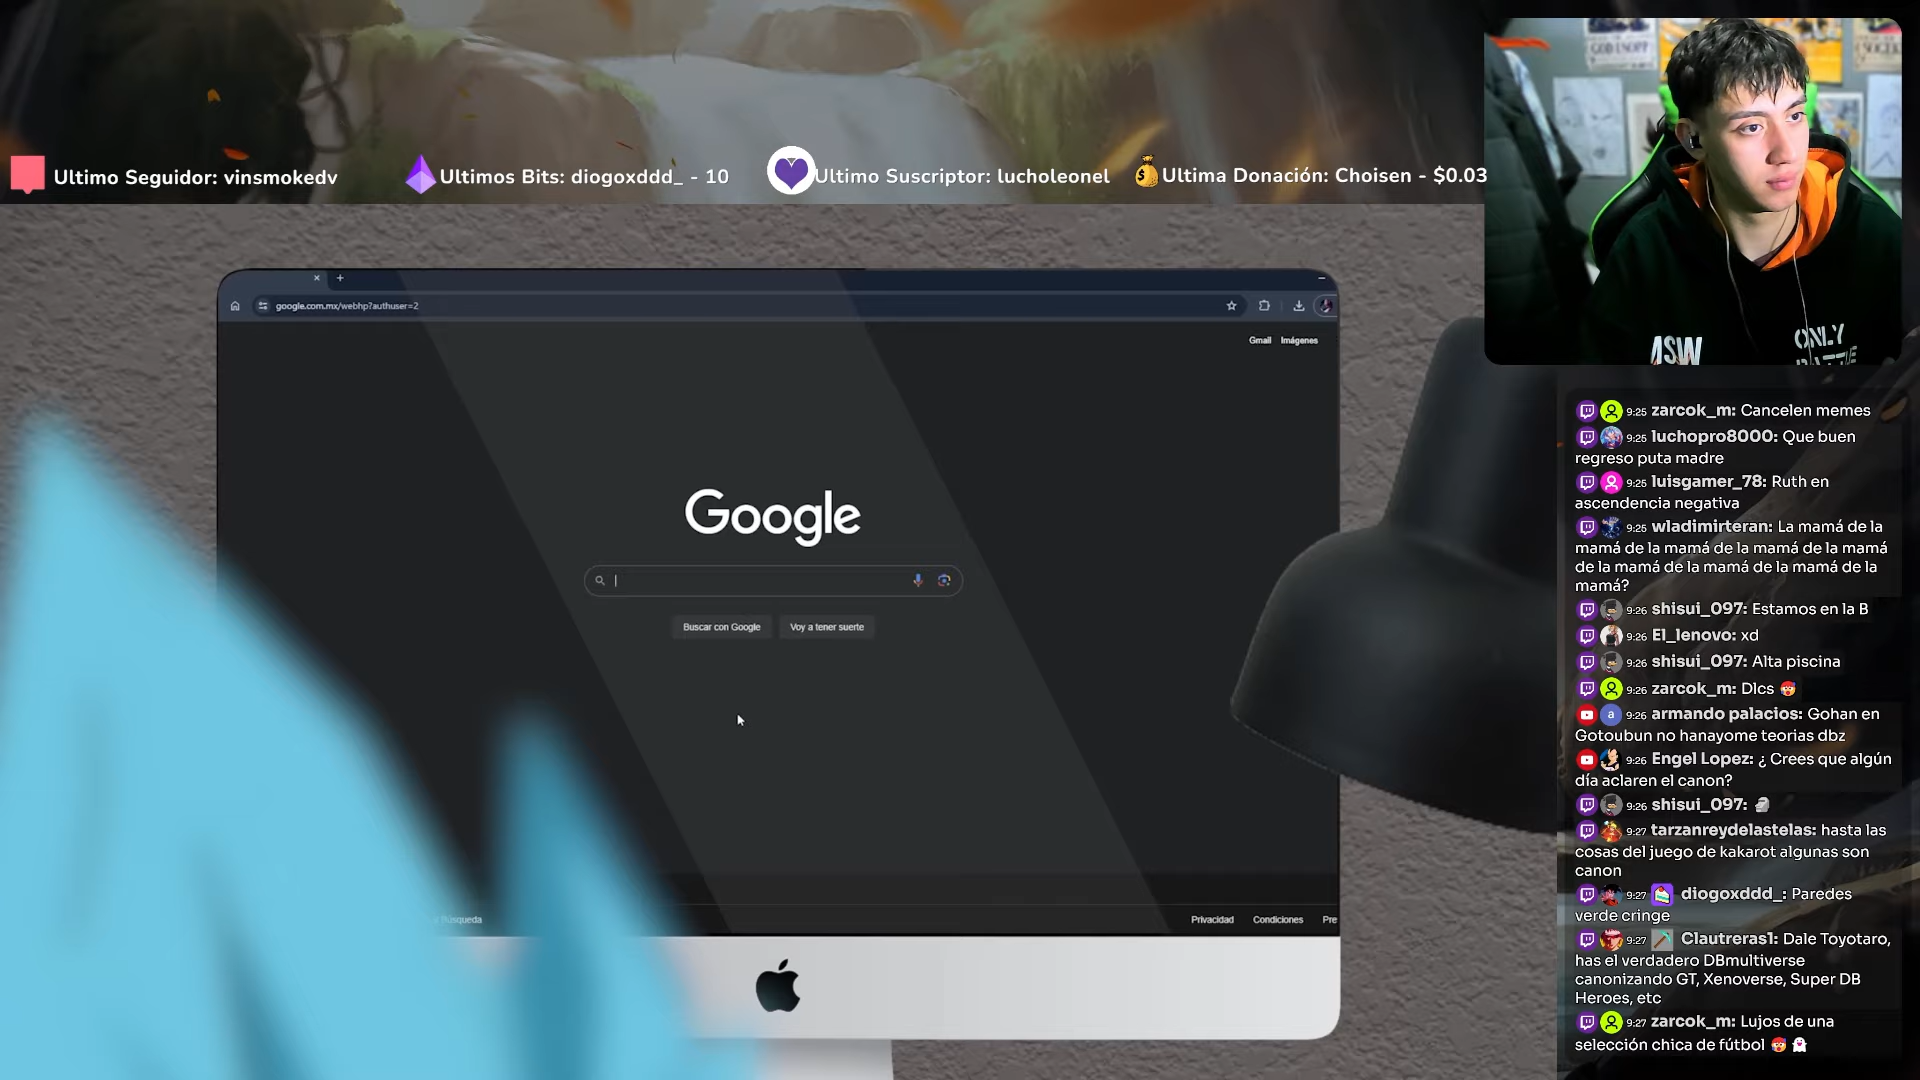 Ultimo Seguidor: vinsmokedv
Ultimos Bits: diogoxddd_ - 10
Ultimo Suscriptor: lucholeonel
Ultima Donación: Choisen - $0.03
GOD USOPP
ASW
ONLY
google.com.mx/webhp?authuser=2
Gmail Imágenes
Google
Buscar con Google
Voy a tener suerte
Búsqueda
Privacidad Condiciones Pre
9:25 zarcok_m: Cancelen memes
9:25 luchopro8000: Que buen
regreso puta madre
9:25 luisgamer_78: Ruth en
ascendencia negativa
9:25 wladimirteran: La mamá de la
mamá de la mamá de la mamá de la mamá
de la mamá de la mamá de la mamá de la
mamá?
9:26 shisui_097: Estamos en la B
9:26 El_lenovo: xd
9:26 shisui_097: Alta piscina
9:26 zarcok_m: Dlcs 🤯
a 9:26 armando palacios: Gohan en
Gotoubun no hanayome teorias dbz
9:26 Engel Lopez: ¿ Crees que algún
día aclaren el canon?
9:26 shisui_097: 🗿
9:27 tarzanreydelastelas: hasta las
cosas del juego de kakarot algunas son
canon
9:27 diogoxddd_: Paredes
verde cringe
9:27 Clautreras1: Dale Toyotaro,
has el verdadero DBmultiverse
canonizando GT, Xenoverse, Super DB
Heroes, etc
9:27 zarcok_m: Lujos de una
selección chica de fútbol 🤯 👻